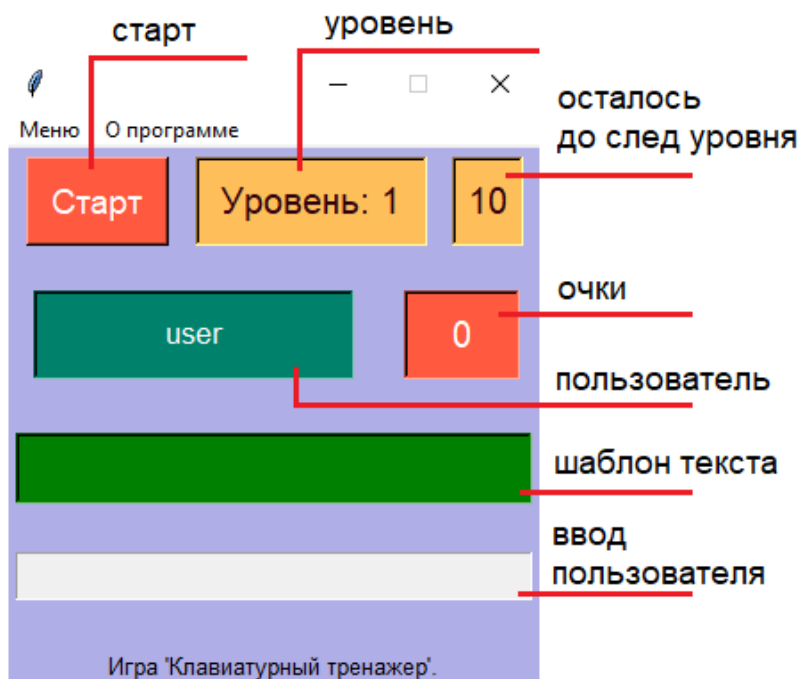 старт
уровень
Меню О программе
осталось
до след уровня
Старт
Уровень: 1
10
очки
user
0
пользователь
шаблон текста
ввод
пользователя
Игра 'Клавиатурный тренажер'.